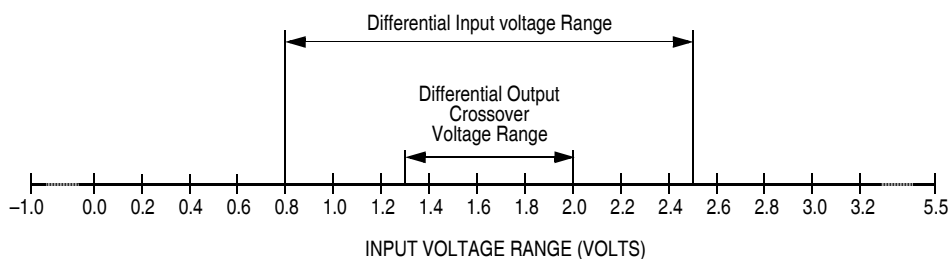 Differential Input voltage Range
Differential Output
Crossover
Voltage Range
–1.0 0.0 0.2 0.4 0.6 0.8 1.0 1.2 1.4 1.6 1.8 2.0 2.2 2.4 2.6 2.8 3.0 3.2 5.5
INPUT VOLTAGE RANGE (VOLTS)